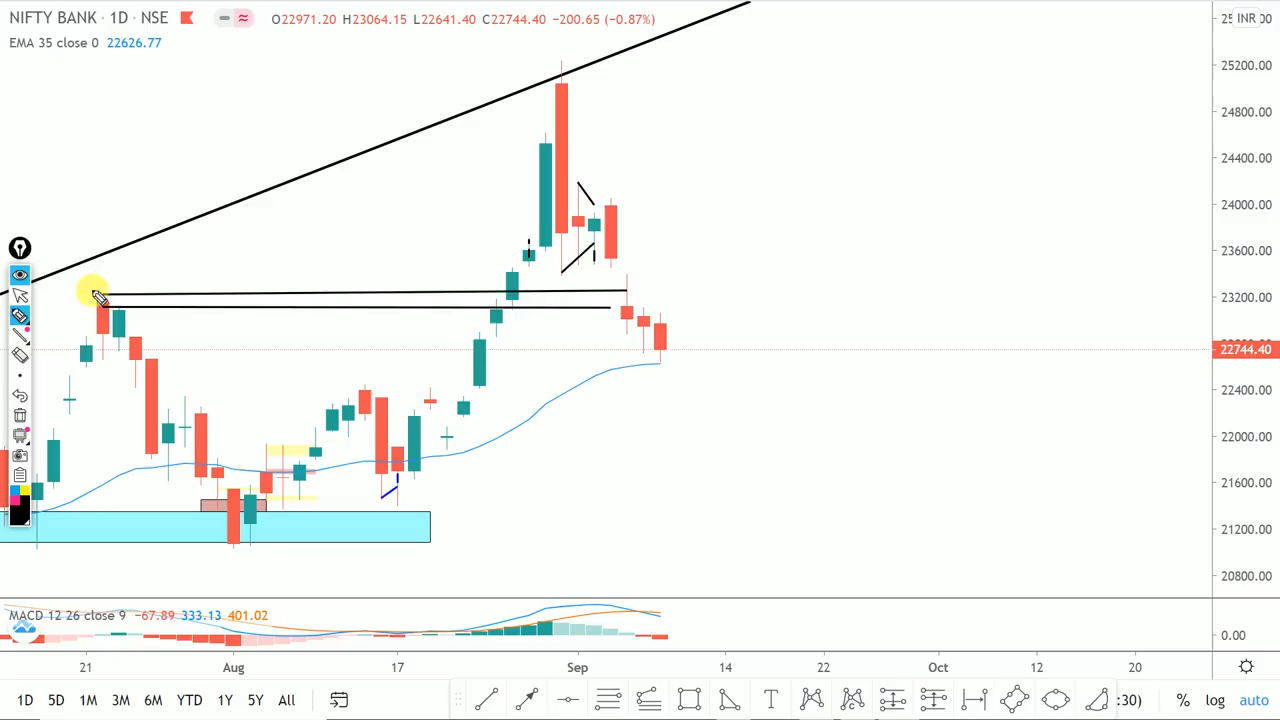 NIFTY BANK · 1D · NSE O22971.20 H23064.15 L22641.40 C22744.40 −200.65 (−0.87%)
EMA 35 close 0 22626.77
INR
25200.00
24800.00
24400.00
24000.00
23600.00
23200.00
22744.40
22400.00
22000.00
21600.00
21200.00
20800.00
MACD 12 26 close 9 −67.89 333.13 401.02
0.00
21 Aug 17 Sep 14 22 Oct 12 20
1D 5D 1M 3M 6M YTD 1Y 5Y All T :30) % log auto